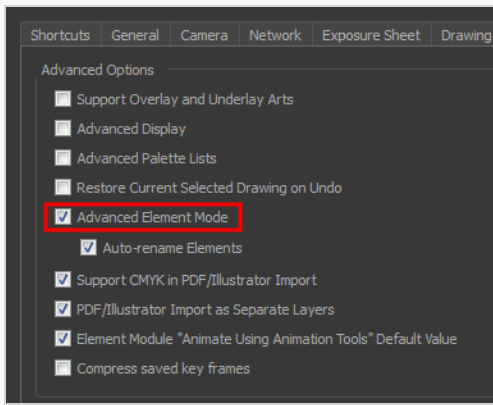 Shortcuts General Camera Network Exposure Sheet Drawing
Advanced Options
Support Overlay and Underlay Arts
Advanced Display
Advanced Palette Lists
Restore Current Selected Drawing on Undo
Advanced Element Mode
Auto-rename Elements
Support CMYK in PDF/Illustrator Import
PDF/Illustrator Import as Separate Layers
Element Module "Animate Using Animation Tools" Default Value
Compress saved key frames